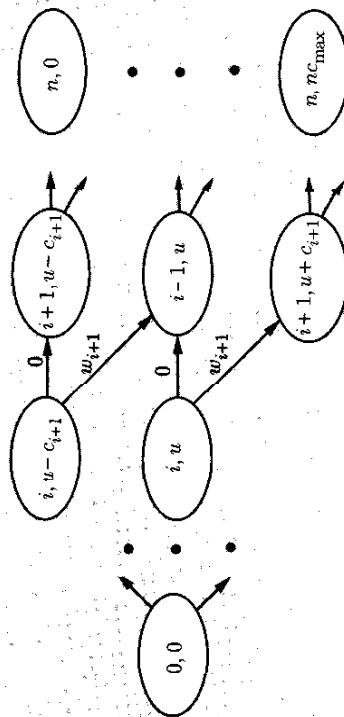 0, 0
i, u − c_{i+1}
0
w_{i+1}
i + 1, u − c_{i+1}
n, 0
i, u
0
w_{i+1}
i − 1, u
i + 1, u + c_{i+1}
n, nc_max